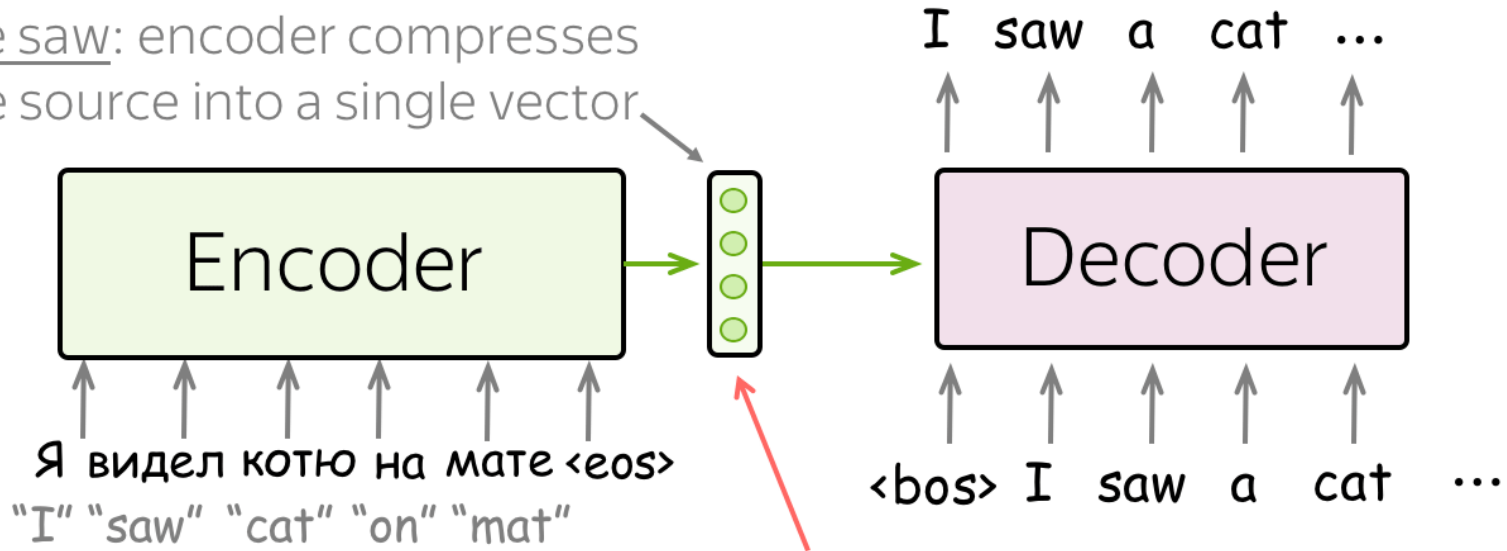 e saw: encoder compresses
e source into a single vector
I saw a cat ...
Encoder
Decoder
Я видел котю на мате <eos>
"I" "saw" "cat" "on" "mat"
<bos> I saw a cat ...